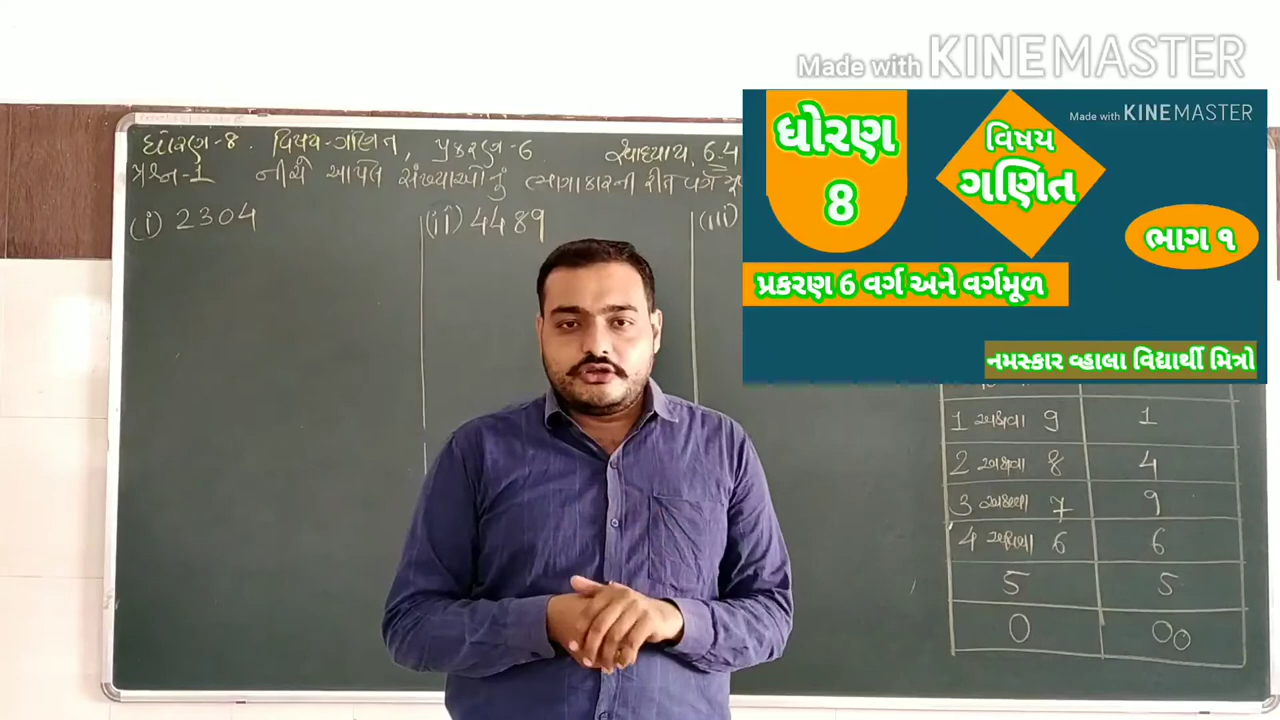 Made with KINEMASTER
Made with KINEMASTER
ધોરણ
8
વિષય
ગણિત
ભાગ ૧
પ્રકરણ 6 વર્ગ અને વર્ગમૂળ
નમસ્કાર વ્હાલા વિદ્યાર્થી મિત્રો
ધોરણ-૪. વિષય-ગણિત, પ્રકરણ-6 સ્વાધ્યાય, 6.4
પ્રશ્ન-1 નીચે આપેલ સંખ્યાઓનું ભાગાકારની રીત વર્ગ
(i) 2304 (ii) 4489 (iii)
1 અથવા 9 1
2 અથવા 8 4
3 અથવા 7 9
4 અથવા 6 6
5 5
0 00